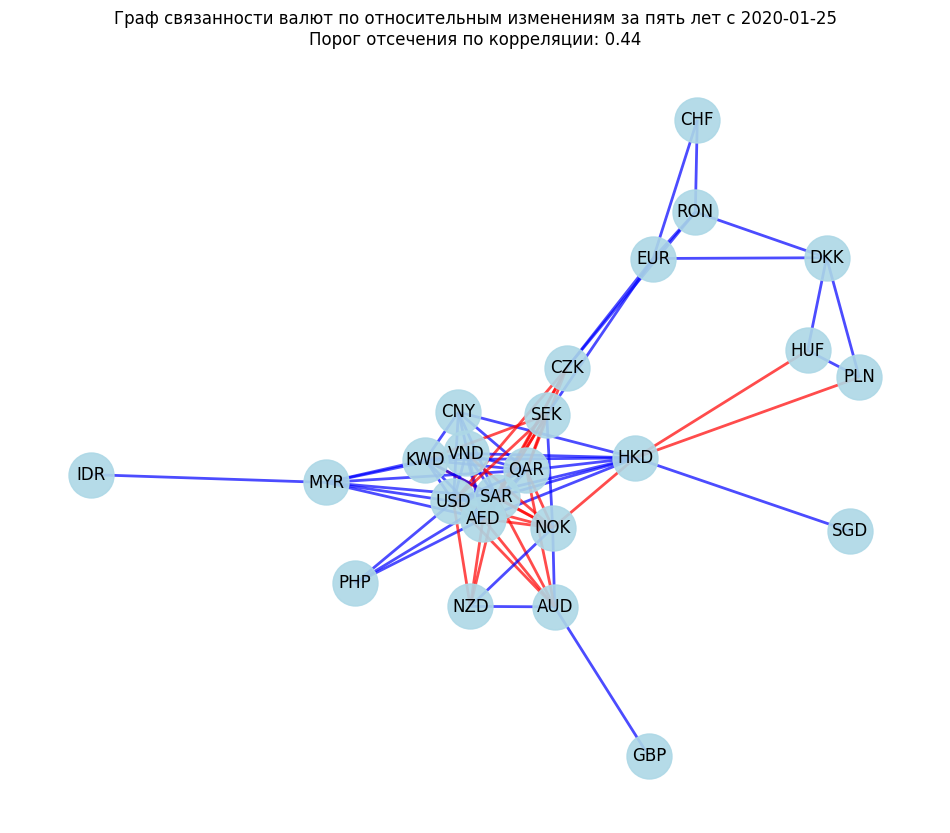 Граф связанности валют по относительным изменениям за пять лет с 2020-01-25
Порог отсечения по корреляции: 0.44
CHF
RON
EUR
DKK
HUF
PLN
CZK
CNY
SEK
VND
KWD
HKD
QAR
IDR
MYR
SAR
USD
AED
NOK
SGD
PHP
NZD
AUD
GBP